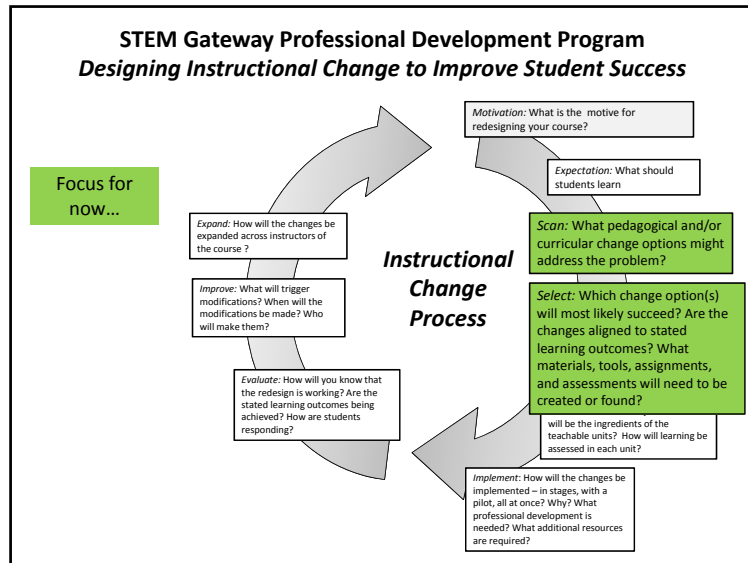 STEM Gateway Professional Development Program
Designing Instructional Change to Improve Student Success
Focus for
now…
Motivation: What is the motive for
redesigning your course?
Expectation: What should
students learn
Scan: What pedagogical and/or
curricular change options might
address the problem?
Select: Which change option(s)
will most likely succeed? Are the
changes aligned to stated
learning outcomes? What
materials, tools, assignments,
and assessments will need to be
created or found?
will be the ingredients of the
teachable units? How will learning be
assessed in each unit?
Implement: How will the changes be
implemented – in stages, with a
pilot, all at once? Why? What
professional development is
needed? What additional resources
are required?
Evaluate: How will you know that
the redesign is working? Are the
stated learning outcomes being
achieved? How are students
responding?
Improve: What will trigger
modifications? When will the
modifications be made? Who
will make them?
Expand: How will the changes be
expanded across instructors of
the course ?
Instructional
Change
Process